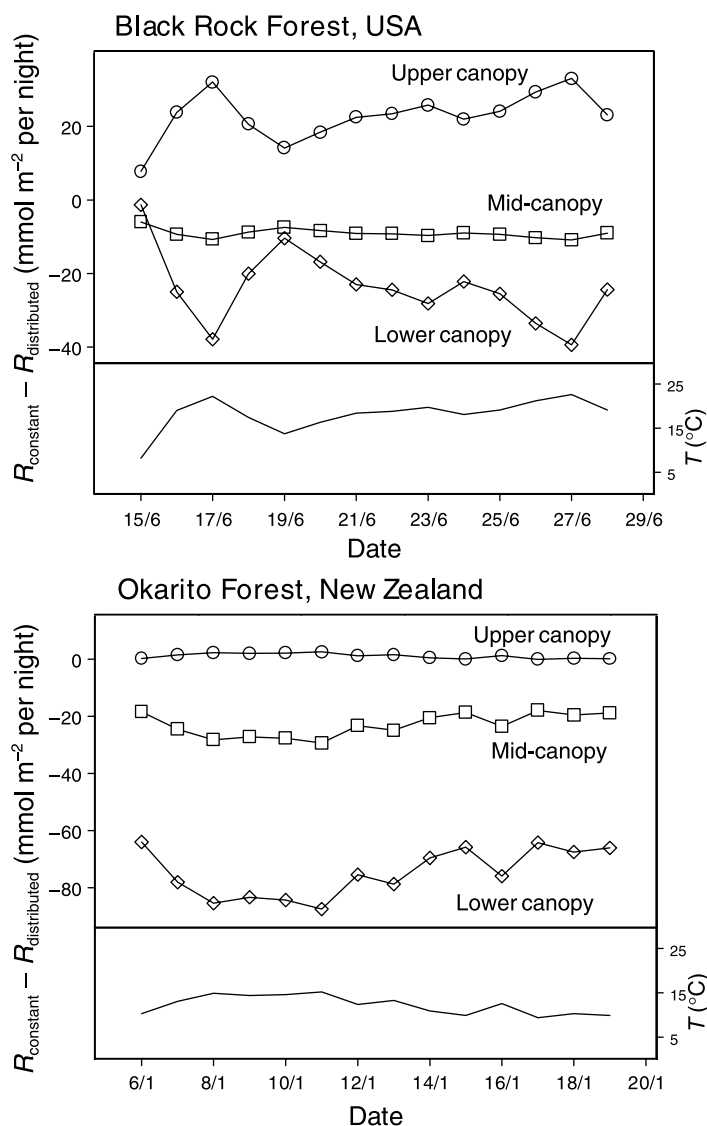 Black Rock Forest, USA
Upper canopy
20
0
Mid-canopy
−20
Lower canopy
−40
R constant − R distributed (mmol m−2 per night)
25
15
5
T (°C)
15/6 17/6 19/6 21/6 23/6 25/6 27/6 29/6
Date
Okarito Forest, New Zealand
Upper canopy
0
−20
Mid-canopy
−40
−60
−80
Lower canopy
R constant − R distributed (mmol m−2 per night)
25
15
5
T (°C)
6/1 8/1 10/1 12/1 14/1 16/1 18/1 20/1
Date